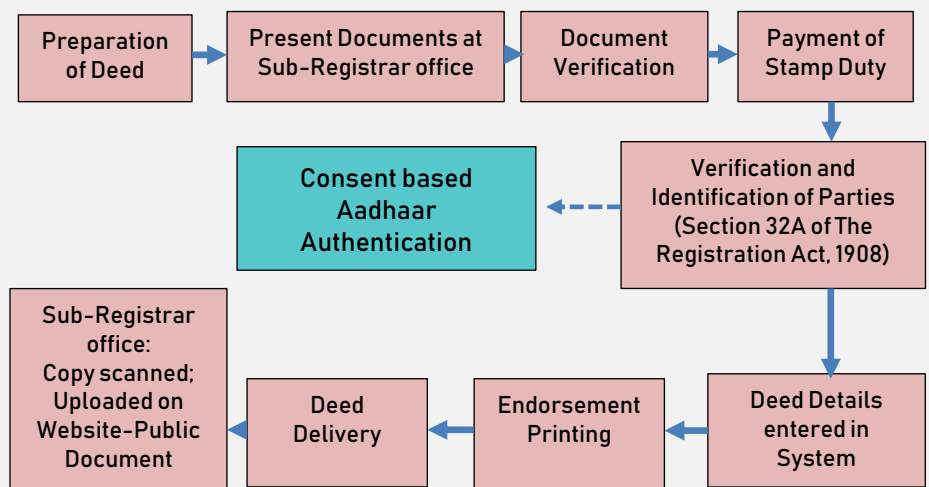 Preparation
of Deed
Present Documents at
Sub-Registrar office
Document
Verification
Payment of
Stamp Duty
Verification and
Identification of Parties
(Section 32A of The
Registration Act, 1908)
Consent based
Aadhaar
Authentication
Deed Details
entered in
System
Endorsement
Printing
Deed
Delivery
Sub-Registrar
office:
Copy scanned;
Uploaded on
Website-Public
Document